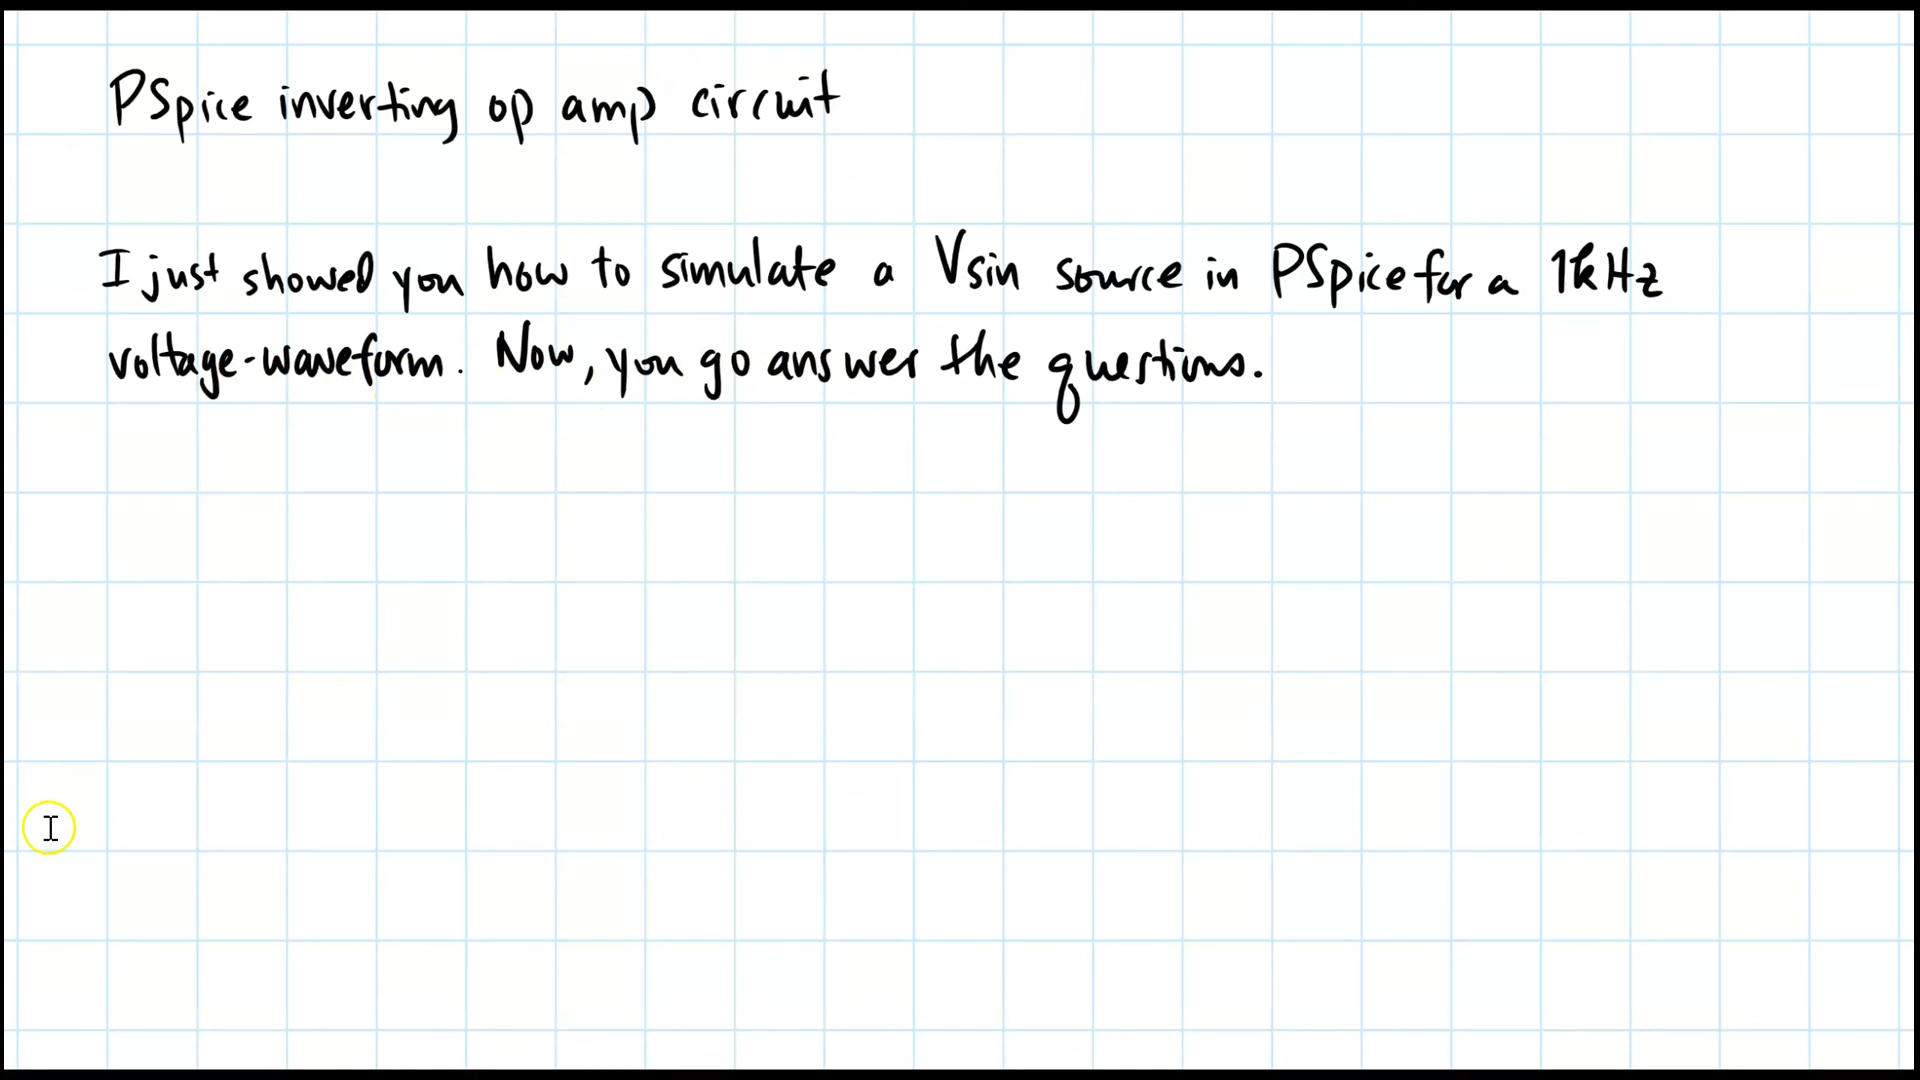 PSpice inverting op amp circuit
I just showed you how to simulate a Vsin source in PSpice for a 1kHz
voltage-waveform. Now, you go answer the questions.